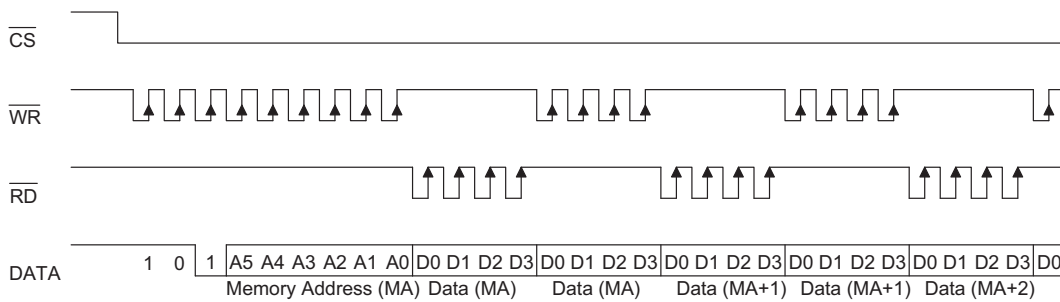 CS
WR
RD
DATA 1 0 1 A5 A4 A3 A2 A1 A0 D0 D1 D2 D3 D0 D1 D2 D3 D0 D1 D2 D3 D0 D1 D2 D3 D0 D1 D2 D3 D0
Memory Address (MA) Data (MA) Data (MA) Data (MA+1) Data (MA+1) Data (MA+2)